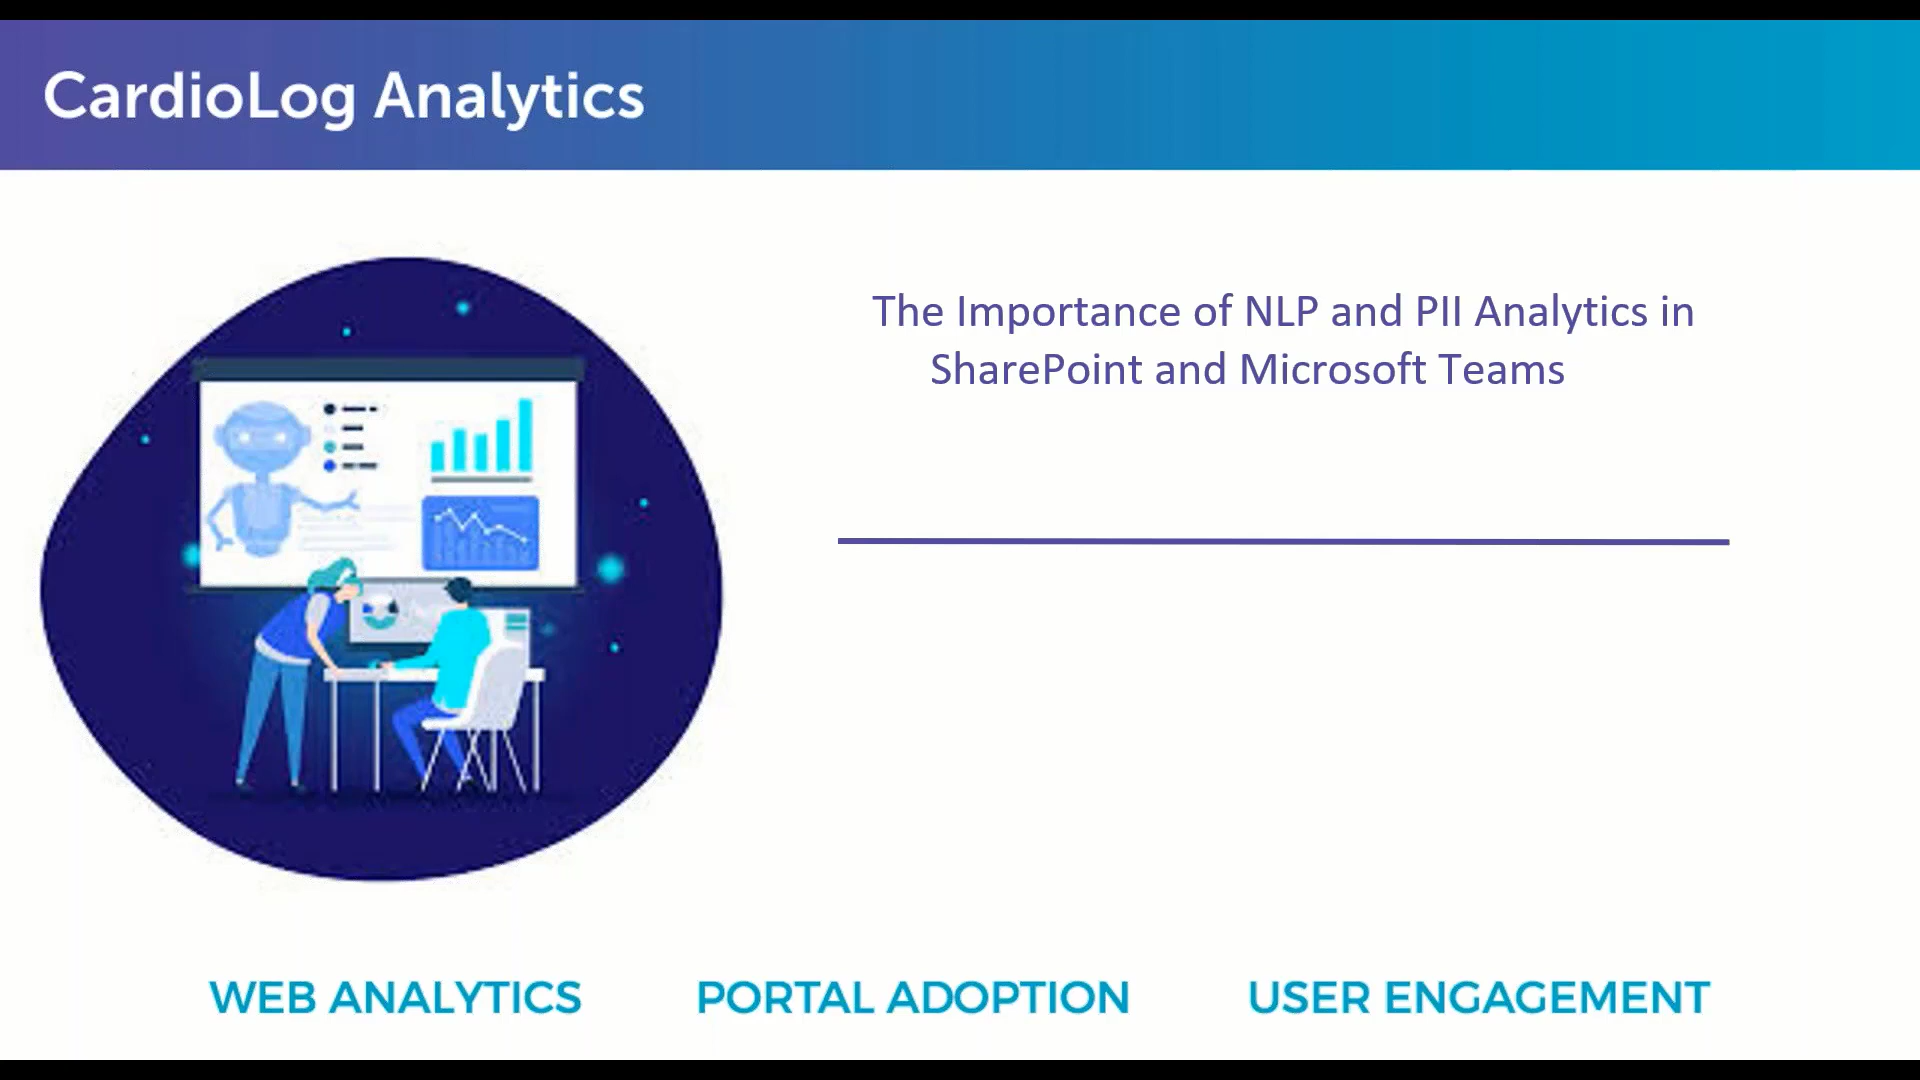 CardioLog Analytics
The Importance of NLP and PII Analytics in
SharePoint and Microsoft Teams
WEB ANALYTICS
PORTAL ADOPTION
USER ENGAGEMENT